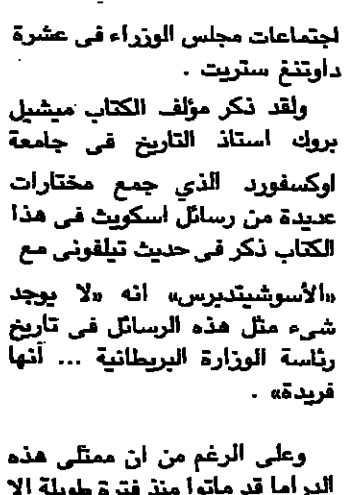 اجتماعات مجلس الوزراء فى عشرة
داوننغ ستريت .
ولقد ذكر مؤلف الكتاب ميشيل
بروك استاذ التاريخ فى جامعة
اوكسفورد الذي جمع مختارات
عديدة من رسائل اسكويث فى هذا
الكتاب ذكر فى حديث تيلفونى مع
«الأسوشيتدبرس» انه «لا يوجد
شىء مثل هذه الرسائل فى تاريخ
رئاسة الوزارة البريطانية ... أنها
فريدة» .
وعلى الرغم من ان ممثلى هذه
الدراما قد ماتوا منذ فترة طويلة الا